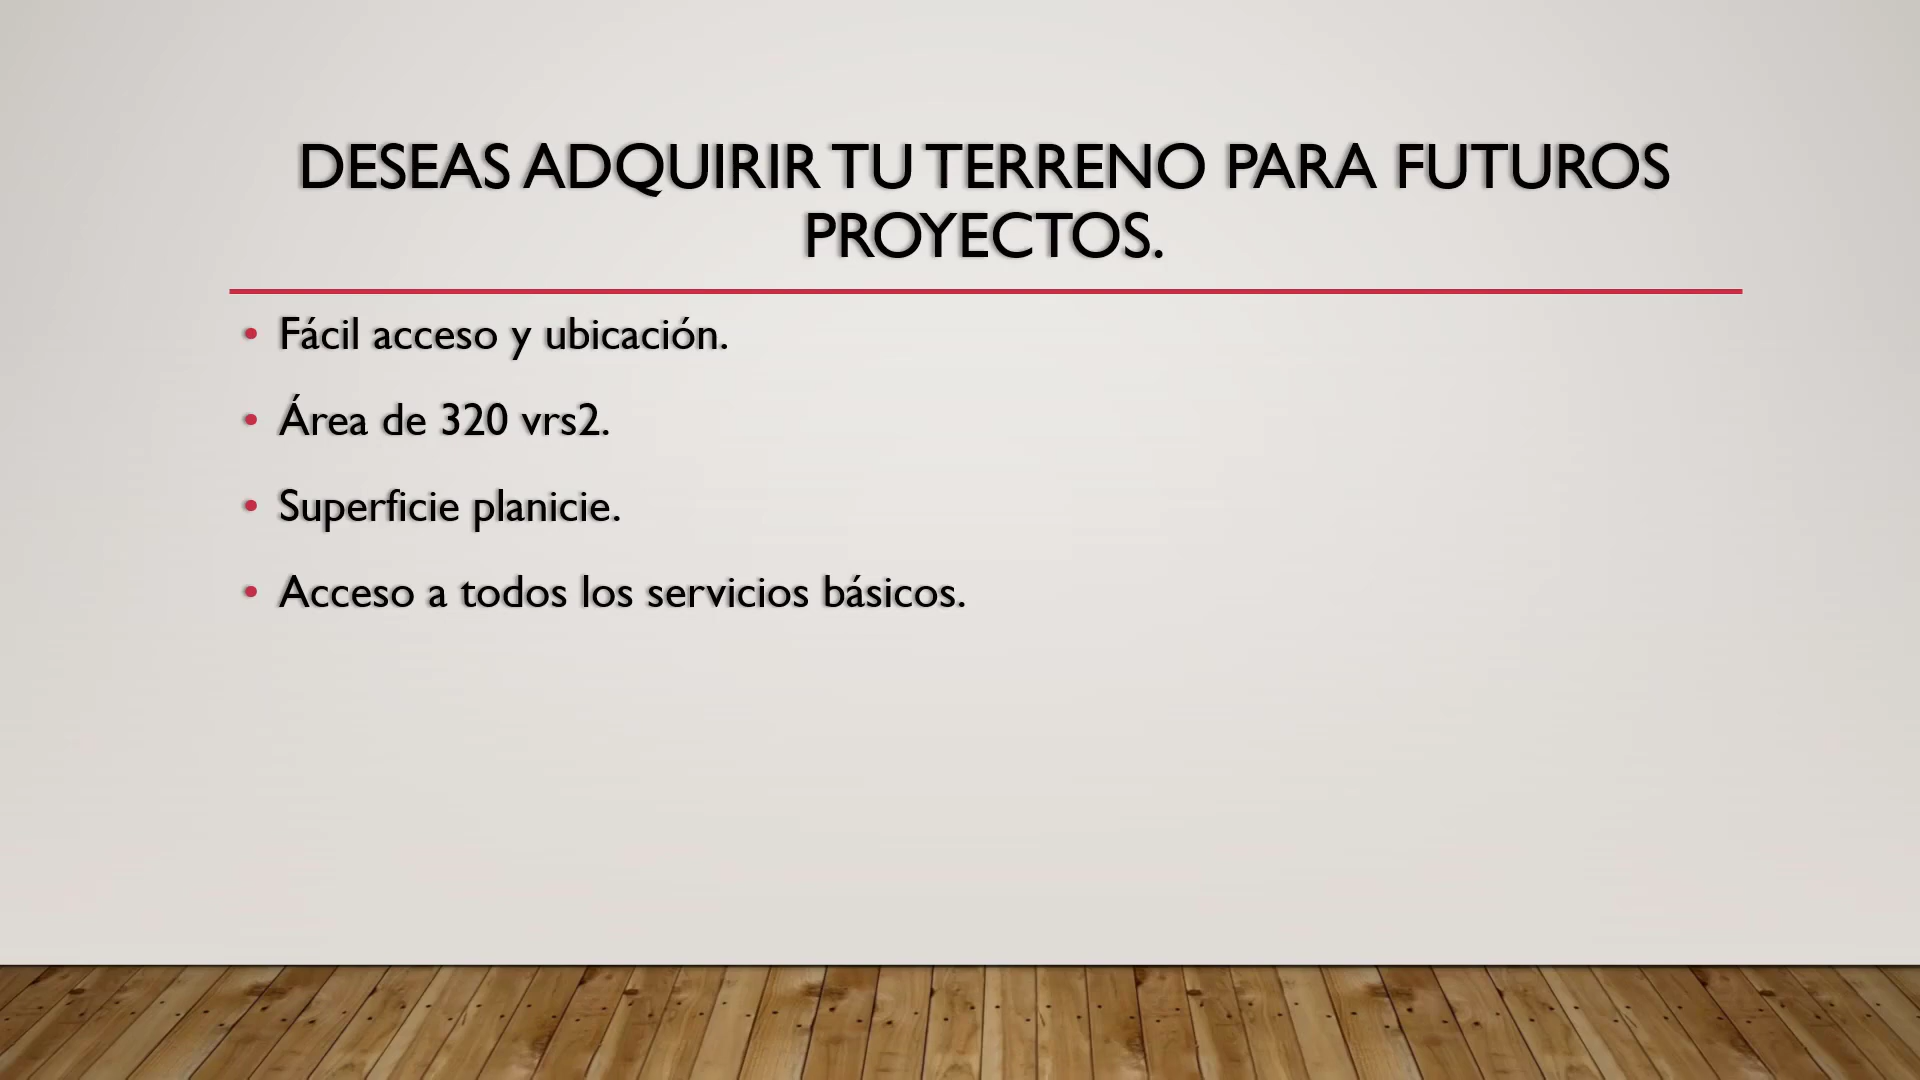 DESEAS ADQUIRIR TU TERRENO PARA FUTUROS
PROYECTOS.
• Fácil acceso y ubicación.
• Área de 320 vrs2.
• Superficie planicie.
• Acceso a todos los servicios básicos.